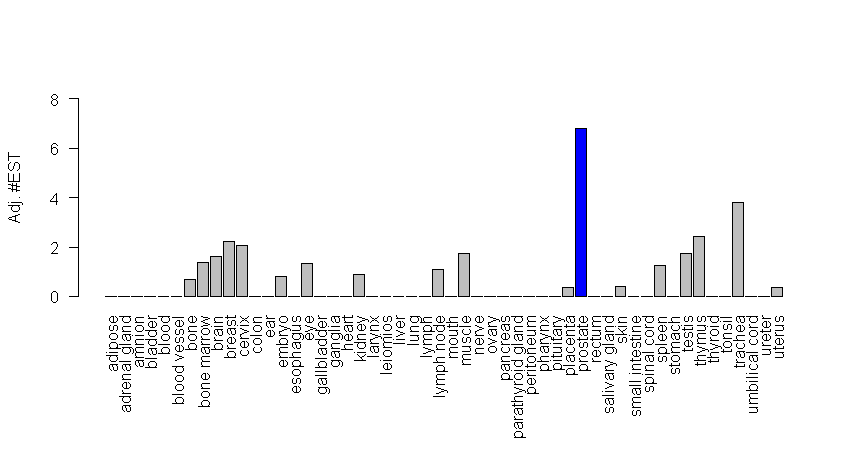 8
6
4
2
0
Adj. #EST
adipose
adrenal gland
amnion
bladder
blood
blood vessel
bone
bone marrow
brain
breast
cervix
colon
ear
embryo
esophagus
eye
gallbladder
ganglia
heart
kidney
larynx
leiomios
liver
lung
lymph
lymph node
mouth
muscle
nerve
ovary
pancreas
parathyroid gland
peritoneum
pharynx
pituitary
placenta
prostate
rectum
salivary gland
skin
small intestine
spinal cord
spleen
stomach
testis
thymus
thyroid
tonsil
trachea
umbilical cord
ureter
uterus